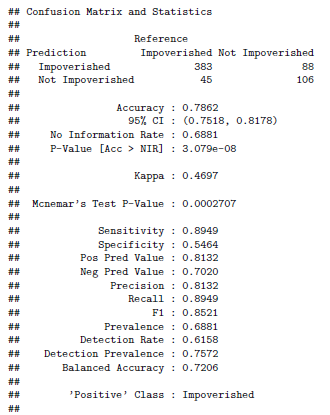 ## Confusion Matrix and Statistics
##
##                   Reference
## Prediction         Impoverished Not Impoverished
##   Impoverished              383               88
##   Not Impoverished           45              106
##
##                Accuracy : 0.7862
##                  95% CI : (0.7518, 0.8178)
##     No Information Rate : 0.6881
##     P-Value [Acc > NIR] : 3.079e-08
##
##                   Kappa : 0.4697
##
##  Mcnemar's Test P-Value : 0.0002707
##
##             Sensitivity : 0.8949
##             Specificity : 0.5464
##          Pos Pred Value : 0.8132
##          Neg Pred Value : 0.7020
##               Precision : 0.8132
##                  Recall : 0.8949
##                      F1 : 0.8521
##              Prevalence : 0.6881
##          Detection Rate : 0.6158
##    Detection Prevalence : 0.7572
##       Balanced Accuracy : 0.7206
##
##        'Positive' Class : Impoverished
##